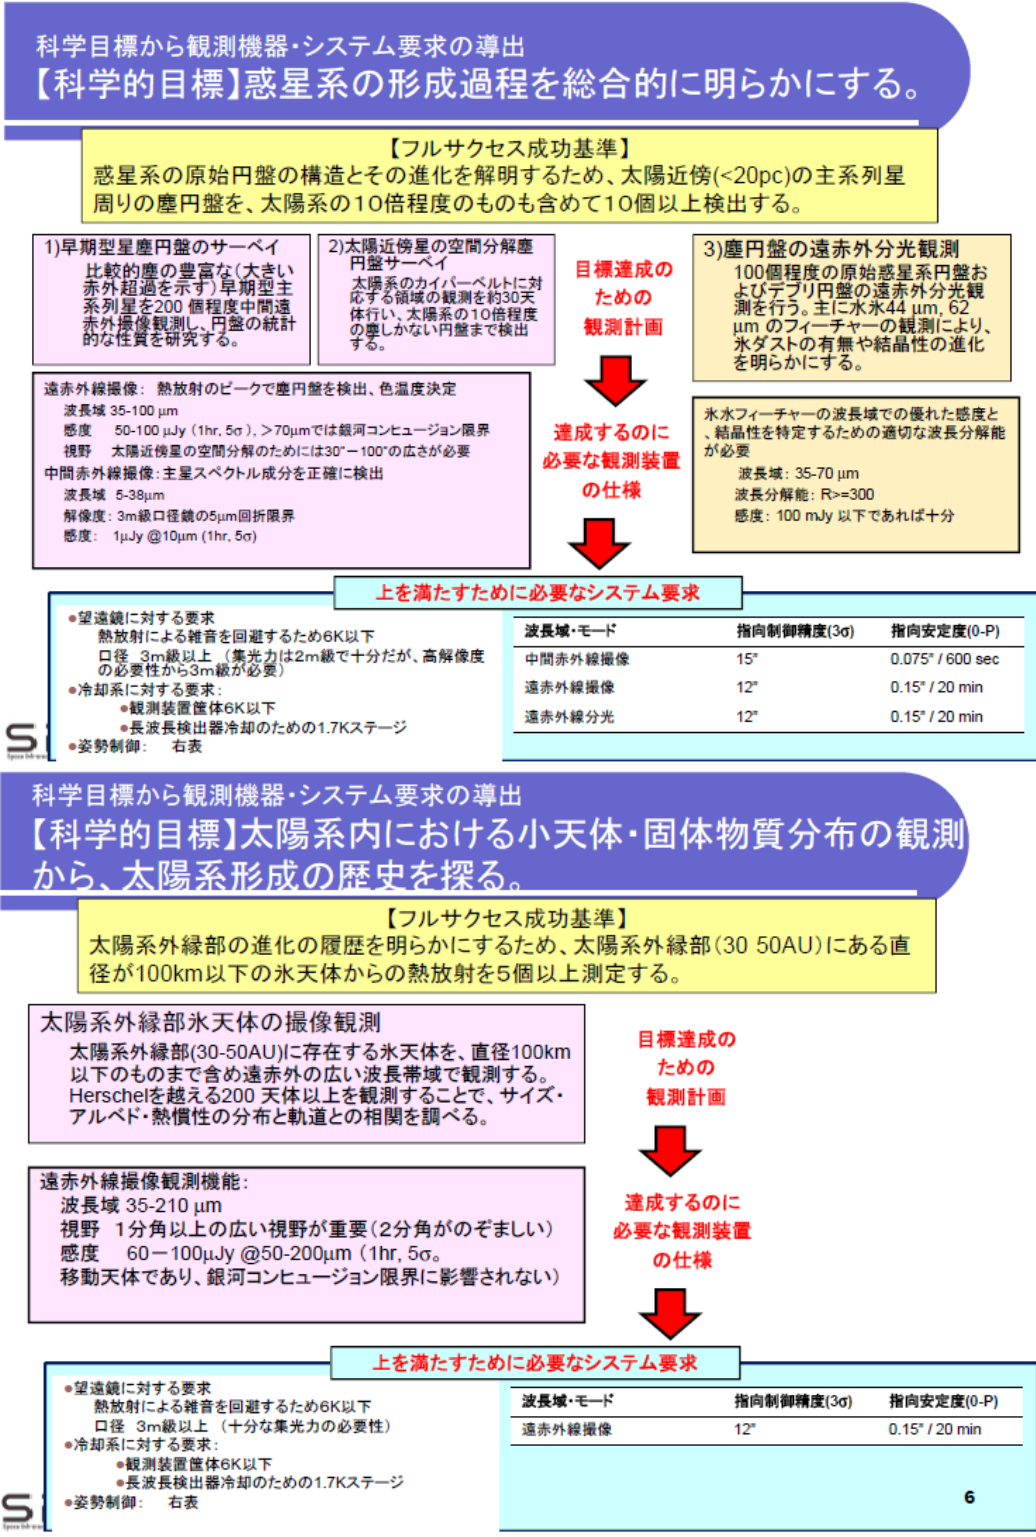 科学目標から観測機器・システム要求の導出
【科学的目標】惑星系の形成過程を総合的に明らかにする。
【フルサクセス成功基準】
惑星系の原始円盤の構造とその進化を解明するため、太陽近傍(<20pc)の主系列星
周りの塵円盤を、太陽系の10倍程度のものも含めて10個以上検出する。
1)早期型星塵円盤のサーベイ
比較的塵の豊富な(大きい
赤外超過を示す)早期型主
系列星を200 個程度中間遠
赤外撮像観測し、円盤の統計
的な性質を研究する。
2)太陽近傍星の空間分解塵
円盤サーベイ
太陽系のカイパーベルトに対
応する領域の観測を約30天
体行い、太陽系の10倍程度
の塵しかない円盤まで検出
する。
目標達成の
ための
観測計画
3)塵円盤の遠赤外分光観測
100個程度の原始惑星系円盤お
よびデブリ円盤の遠赤外分光観
測を行う。主に水氷44 μm, 62
μm のフィーチャーの観測により、
氷ダストの有無や結晶性の進化
を明らかにする。
遠赤外線撮像： 熱放射のピークで塵円盤を検出、色温度決定
波長域 35-100 μm
感度 50-100 μJy (1hr, 5σ), >70μmでは銀河コンヒュージョン限界
視野 太陽近傍星の空間分解のためには30"－100"の広さが必要
中間赤外線撮像：主星スペクトル成分を正確に検出
波長域 5-38μm
解像度：3m級口径鏡の5μm回折限界
感度： 1μJy @10μm (1hr, 5σ)
達成するのに
必要な観測装置
の仕様
氷水フィーチャーの波長域での優れた感度と
、結晶性を特定するための適切な波長分解能
が必要
波長域：35-70 μm
波長分解能：R>=300
感度：100 mJy 以下であれば十分
上を満たすために必要なシステム要求
●望遠鏡に対する要求
熱放射による雑音を回避するため6K以下
口径 3m級以上 (集光力は2m級で十分だが、高解像度
の必要性から3m級が必要)
●冷却系に対する要求：
●観測装置筐体6K以下
●長波長検出器冷却のための1.7Kステージ
●姿勢制御： 右表
波長域・モード 指向制御精度(3σ) 指向安定度(0-P)
中間赤外線撮像 15" 0.075" / 600 sec
遠赤外線撮像 12" 0.15" / 20 min
遠赤外線分光 12" 0.15" / 20 min
科学目標から観測機器・システム要求の導出
【科学的目標】太陽系内における小天体・固体物質分布の観測
から、太陽系形成の歴史を探る。
【フルサクセス成功基準】
太陽系外縁部の進化の履歴を明らかにするため、太陽系外縁部(30 50AU)にある直
径が100km以下の氷天体からの熱放射を5個以上測定する。
太陽系外縁部氷天体の撮像観測
太陽系外縁部(30-50AU)に存在する氷天体を、直径100km
以下のものまで含め遠赤外の広い波長帯域で観測する。
Herschelを越える200 天体以上を観測することで、サイズ・
アルベド・熱慣性の分布と軌道との相関を調べる。
目標達成の
ための
観測計画
遠赤外線撮像観測機能：
波長域 35-210 μm
視野 1分角以上の広い視野が重要(2分角がのぞましい)
感度 60－100μJy @50-200μm (1hr, 5σ。
移動天体であり、銀河コンヒュージョン限界に影響されない)
達成するのに
必要な観測装置
の仕様
上を満たすために必要なシステム要求
●望遠鏡に対する要求
熱放射による雑音を回避するため6K以下
口径 3m級以上 (十分な集光力の必要性)
●冷却系に対する要求：
●観測装置筐体6K以下
●長波長検出器冷却のための1.7Kステージ
●姿勢制御： 右表
波長域・モード 指向制御精度(3σ) 指向安定度(0-P)
遠赤外線撮像 12" 0.15" / 20 min
6